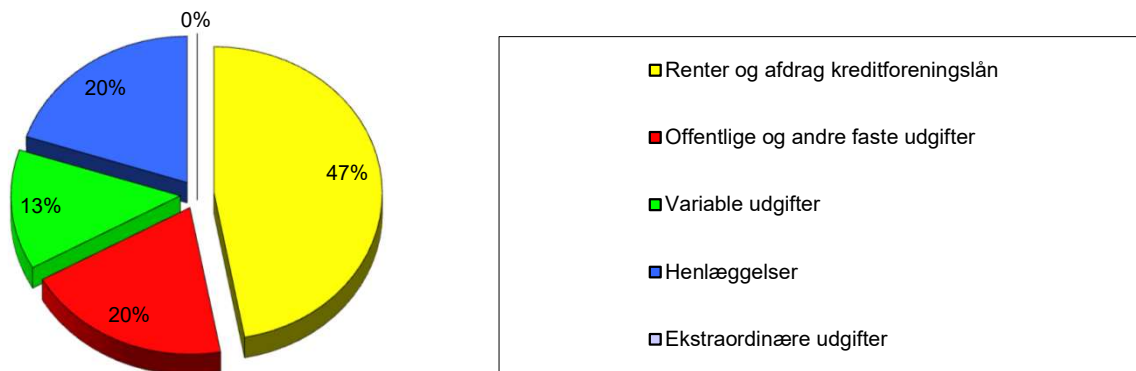 0%
20%
47%
13%
20%
Renter og afdrag kreditforeningslån
Offentlige og andre faste udgifter
Variable udgifter
Henlæggelser
Ekstraordinære udgifter